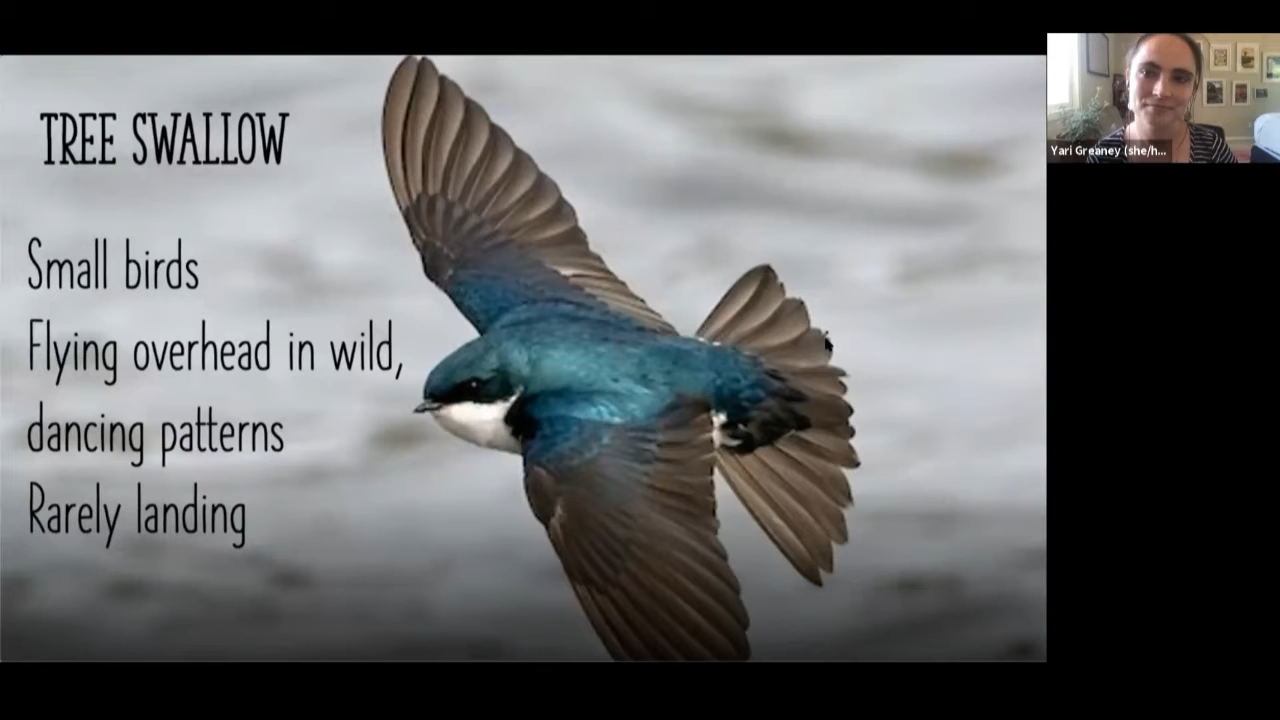 TREE SWALLOW
Small birds
Flying overhead in wild,
dancing patterns
Rarely landing
Yari Greaney (she/h...